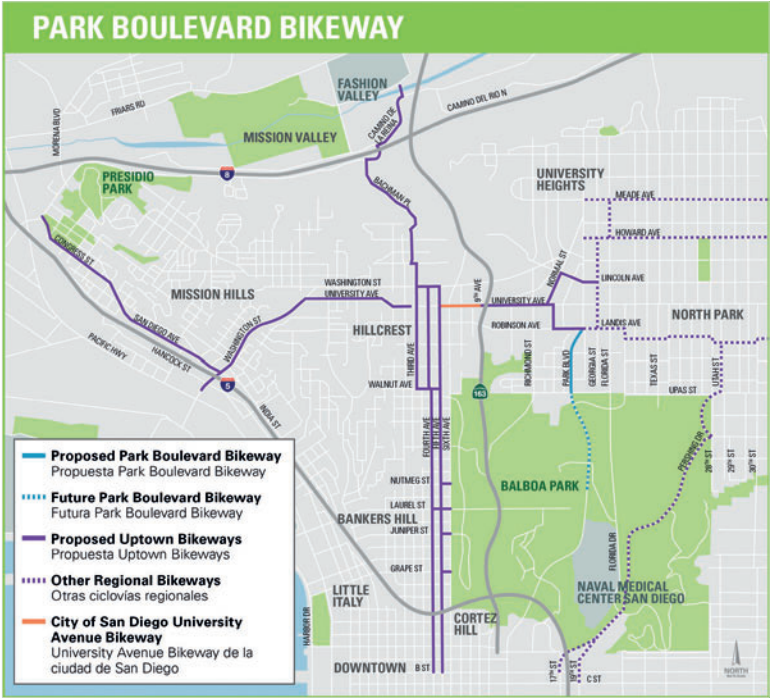 PARK BOULEVARD BIKEWAY
FASHION
VALLEY
CAMINO DEL RIO N
FRIARS RD
MORENA BLVD
MISSION VALLEY
CAMINO DE
LA REINA
8
PRESIDIO
PARK
BACHMAN PL
UNIVERSITY
HEIGHTS
MEADE AVE
HOWARD AVE
CONGRESS ST
NORMAL ST
LINCOLN AVE
WASHINGTON ST
UNIVERSITY AVE
9TH AVE
UNIVERSITY AVE
MISSION HILLS
SAN DIEGO AVE
WASHINGTON ST
HILLCREST
ROBINSON AVE
LANDIS AVE
NORTH PARK
PACIFIC HWY
HANCOCK ST
THIRD AVE
RICHMOND ST
PARK BLVD
GEORGIA ST
FLORIDA ST
TEXAS ST
UTAH ST
5
WALNUT AVE
163
UPAS ST
INDIA ST
FOURTH AVE
FIFTH AVE
SIXTH AVE
PERSHING DR
28TH ST
29TH ST
30TH ST
NUTMEG ST
BALBOA PARK
LAUREL ST
BANKERS HILL
JUNIPER ST
FLORIDA DR
GRAPE ST
NAVAL MEDICAL
CENTER SAN DIEGO
LITTLE
ITALY
HARBOR DR
CORTEZ
HILL
DOWNTOWN
B ST
17TH ST
19TH ST
C ST
NORTH
Proposed Park Boulevard Bikeway
Propuesta Park Boulevard Bikeway
Future Park Boulevard Bikeway
Futura Park Boulevard Bikeway
Proposed Uptown Bikeways
Propuesta Uptown Bikeways
Other Regional Bikeways
Otras ciclovías regionales
City of San Diego University
Avenue Bikeway
University Avenue Bikeway de la
ciudad de San Diego